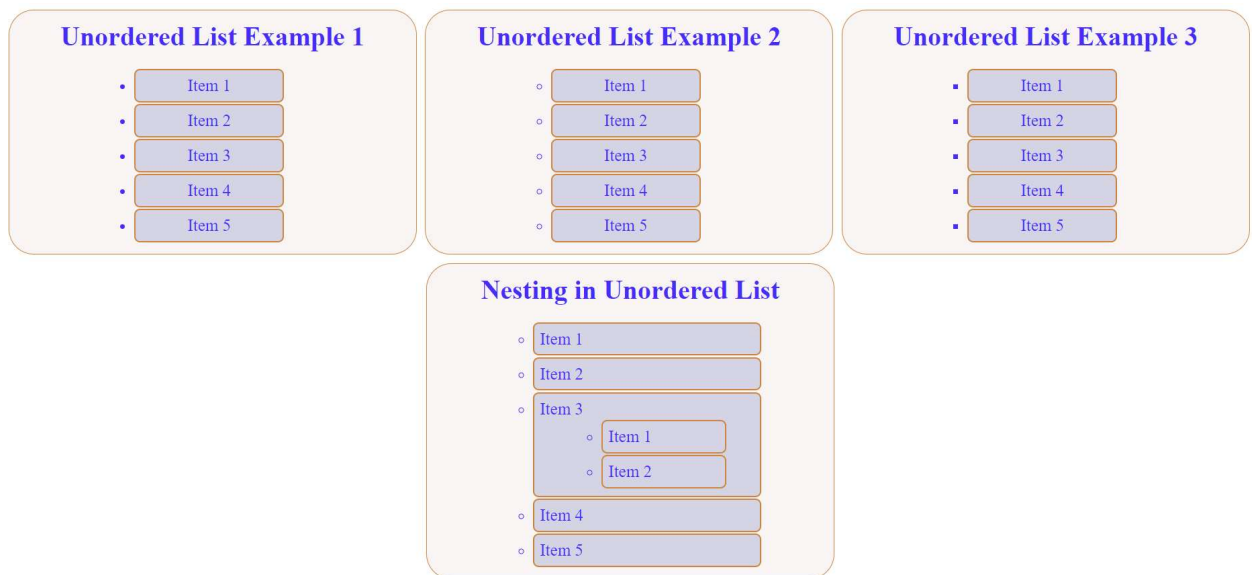 Unordered List Example 1
Item 1
Item 2
Item 3
Item 4
Item 5
Unordered List Example 2
Item 1
Item 2
Item 3
Item 4
Item 5
Unordered List Example 3
Item 1
Item 2
Item 3
Item 4
Item 5
Nesting in Unordered List
Item 1
Item 2
Item 3
Item 1
Item 2
Item 4
Item 5